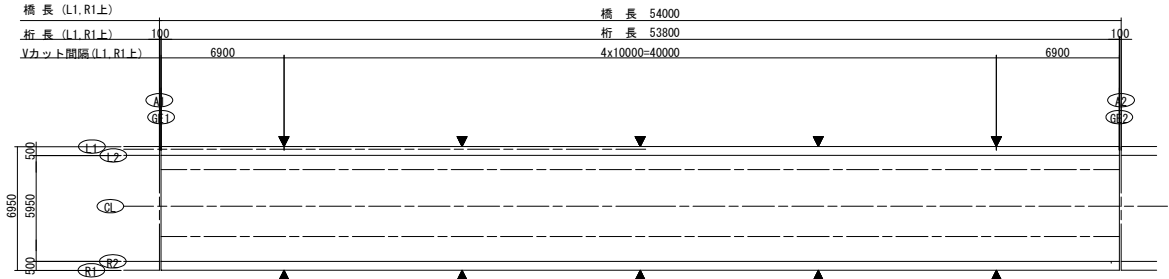 橋 長 (L1,R1上)
橋 長 54000
桁 長 (L1,R1上)
100
桁 長 53800
100
Vカット間隔(L1,R1上)
6900
4x10000=40000
6900
A1
A2
GE1
GE2
L1
L2
500
6950
5950
CL
R2
500
R1